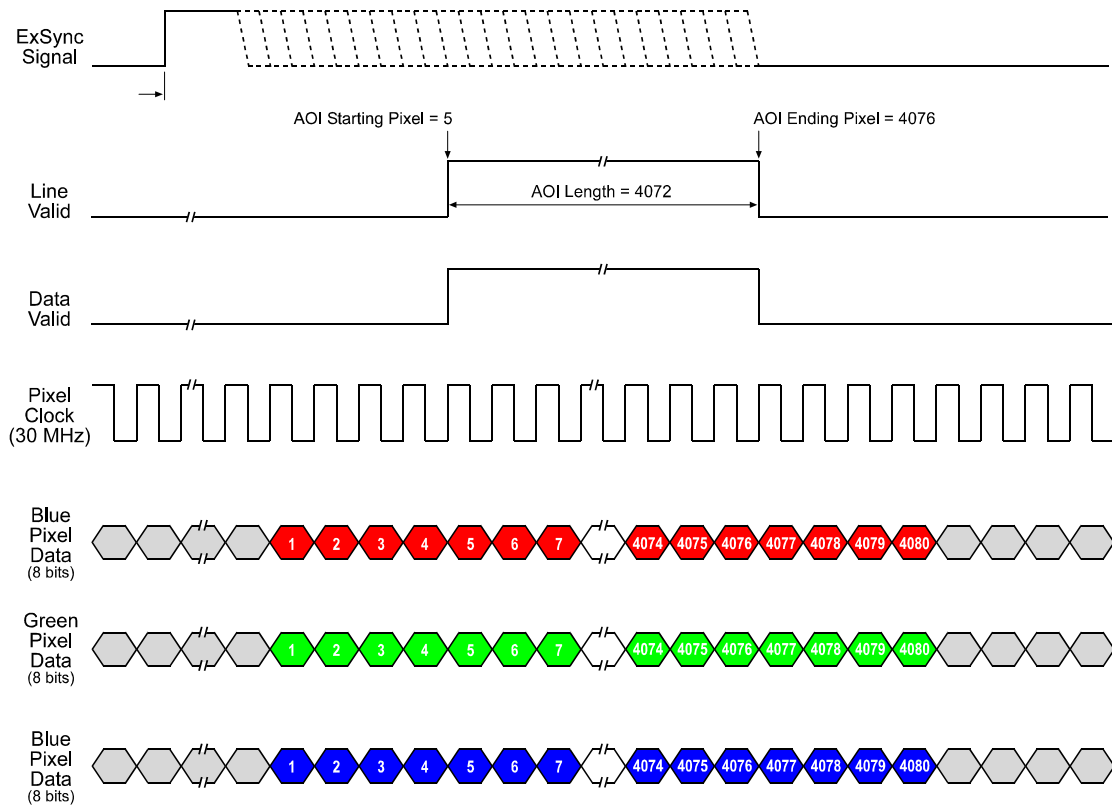 ExSync
Signal
AOI Starting Pixel = 5
AOI Ending Pixel = 4076
Line
Valid
AOI Length = 4072
Data
Valid
Pixel
Clock
(30 MHz)
Blue
Pixel
Data
(8 bits)
1 2 3 4 5 6 7 4074 4075 4076 4077 4078 4079 4080
Green
Pixel
Data
(8 bits)
1 2 3 4 5 6 7 4074 4075 4076 4077 4078 4079 4080
Blue
Pixel
Data
(8 bits)
1 2 3 4 5 6 7 4074 4075 4076 4077 4078 4079 4080